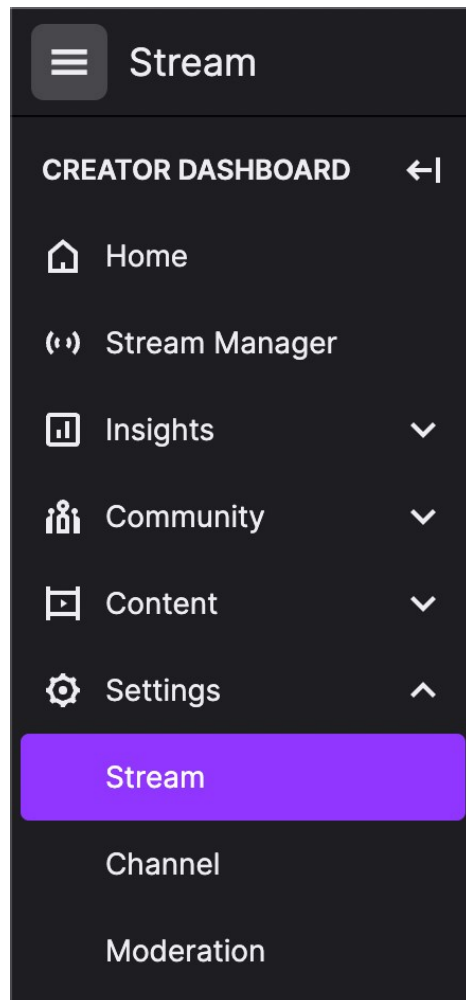 Stream
CREATOR DASHBOARD
Home
Stream Manager
Insights
Community
Content
Settings
Stream
Channel
Moderation